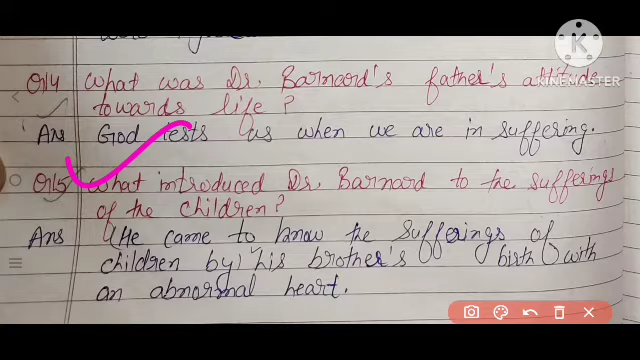 Q14 What was Dr. Barnard's father's attitude
towards life?
Ans God tests us when we are in suffering.
Q15 What introduced Dr. Barnard to the sufferings
of the children?
Ans He came to know the sufferings of
children by his brother's birth with
an abnormal heart.
K
KINEMASTER